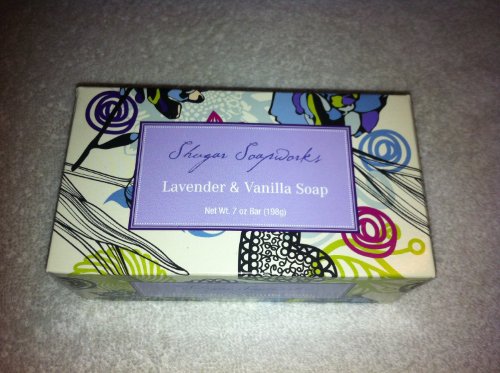 Shugar Soapworks
Lavender & Vanilla Soap
Net Wt. 7 oz Bar (198g)